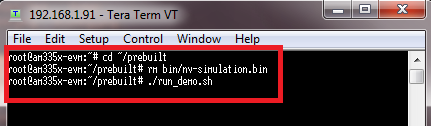 192.168.1.91 - Tera Term VT
File Edit Setup Control Window Help
root@am335x-evm:~# cd ~/prebuilt
root@am335x-evm:~/prebuilt# rm bin/nv-simulation.bin
root@am335x-evm:~/prebuilt# ./run_demo.sh